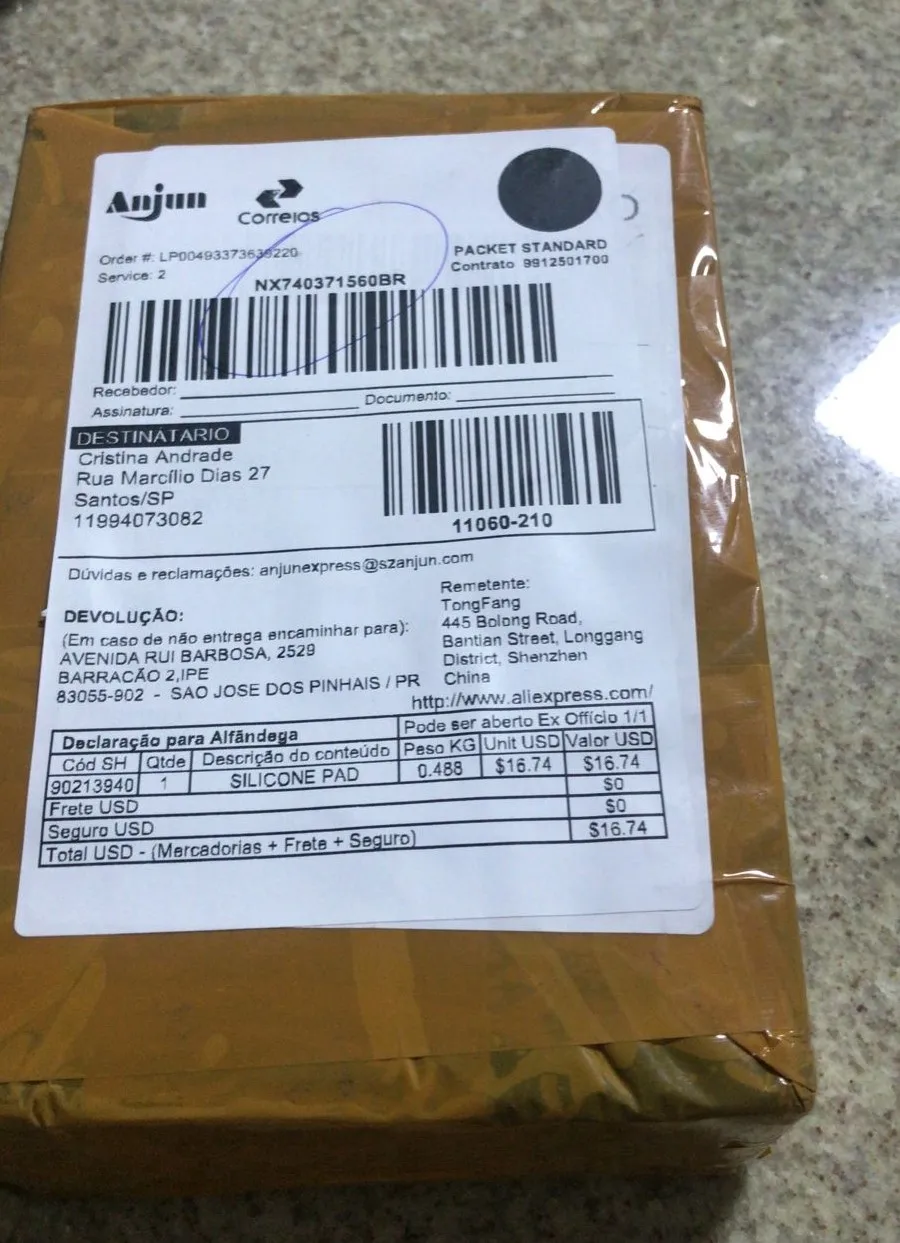 Anjun
Correios
Order #: LP00493373639220
Service: 2
PACKET STANDARD
Contrato 9912501700
NX740371560BR
Recebedor:
Assinatura:
Documento:
DESTINATARIO
Cristina Andrade
Rua Marcílio Dias 27
Santos/SP
11994073082
11060-210
Dúvidas e reclamações: anjunexpress@szanjun.com
DEVOLUÇÃO:
(Em caso de não entrega encaminhar para):
AVENIDA RUI BARBOSA, 2529
BARRACÃO 2,IPE
83055-902 - SAO JOSE DOS PINHAIS / PR
Remetente:
TongFang
445 Bolong Road,
Bantian Street, Longgang
District, Shenzhen
China
http://www.aliexpress.com/
Declaração para Alfândega Pode ser aberto Ex Offício 1/1
Cód SH Qtde Descrição do conteúdo Peso KG Unit USD Valor USD
90213940 1 SILICONE PAD 0.488 $16.74 $16.74
Frete USD $0
Seguro USD $0
Total USD - (Mercadorias + Frete + Seguro) $16.74